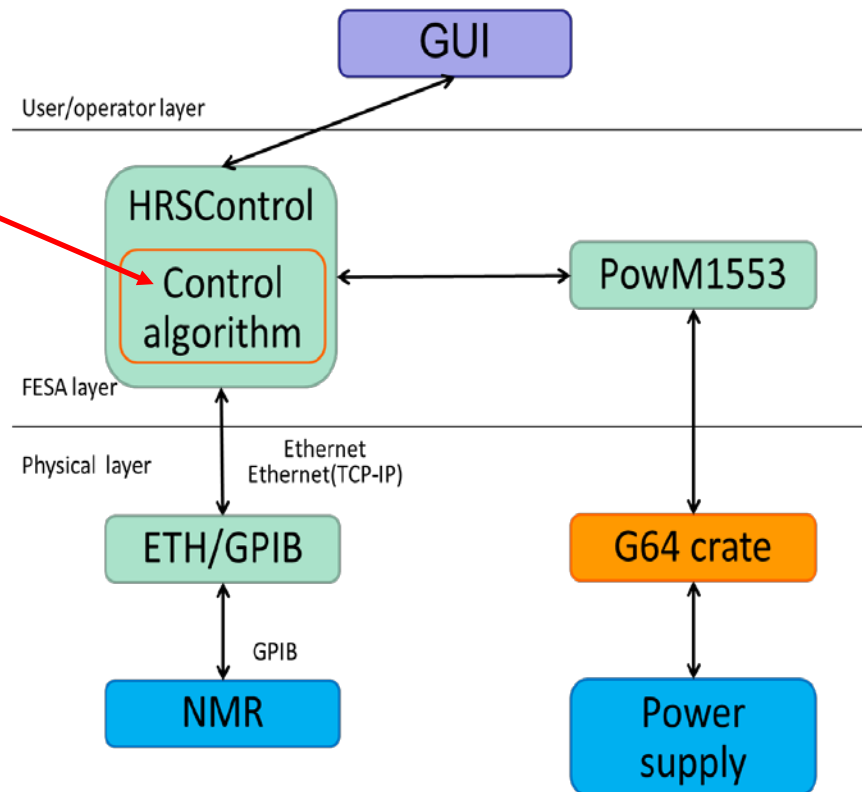 GUI
User/operator layer
HRSControl
Control
algorithm
PowM1553
FESA layer
Physical layer
Ethernet
Ethernet(TCP-IP)
ETH/GPIB
G64 crate
GPIB
NMR
Power
supply